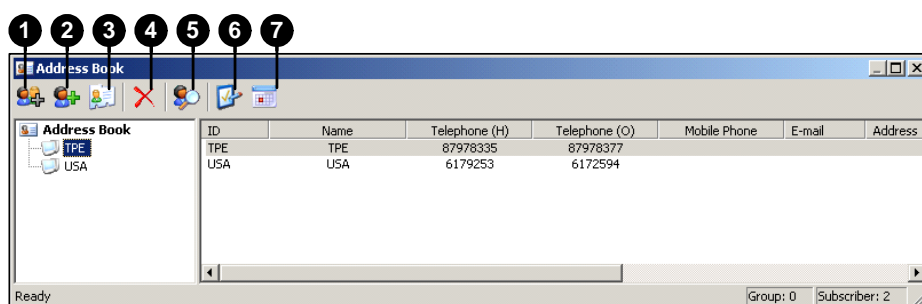 1 2 3 4 5 6 7
Address Book
Address Book
TPE
USA
ID Name Telephone (H) Telephone (O) Mobile Phone E-mail Address
TPE TPE 87978335 87978377
USA USA 6179253 6172594
Ready Group: 0 Subscriber: 2